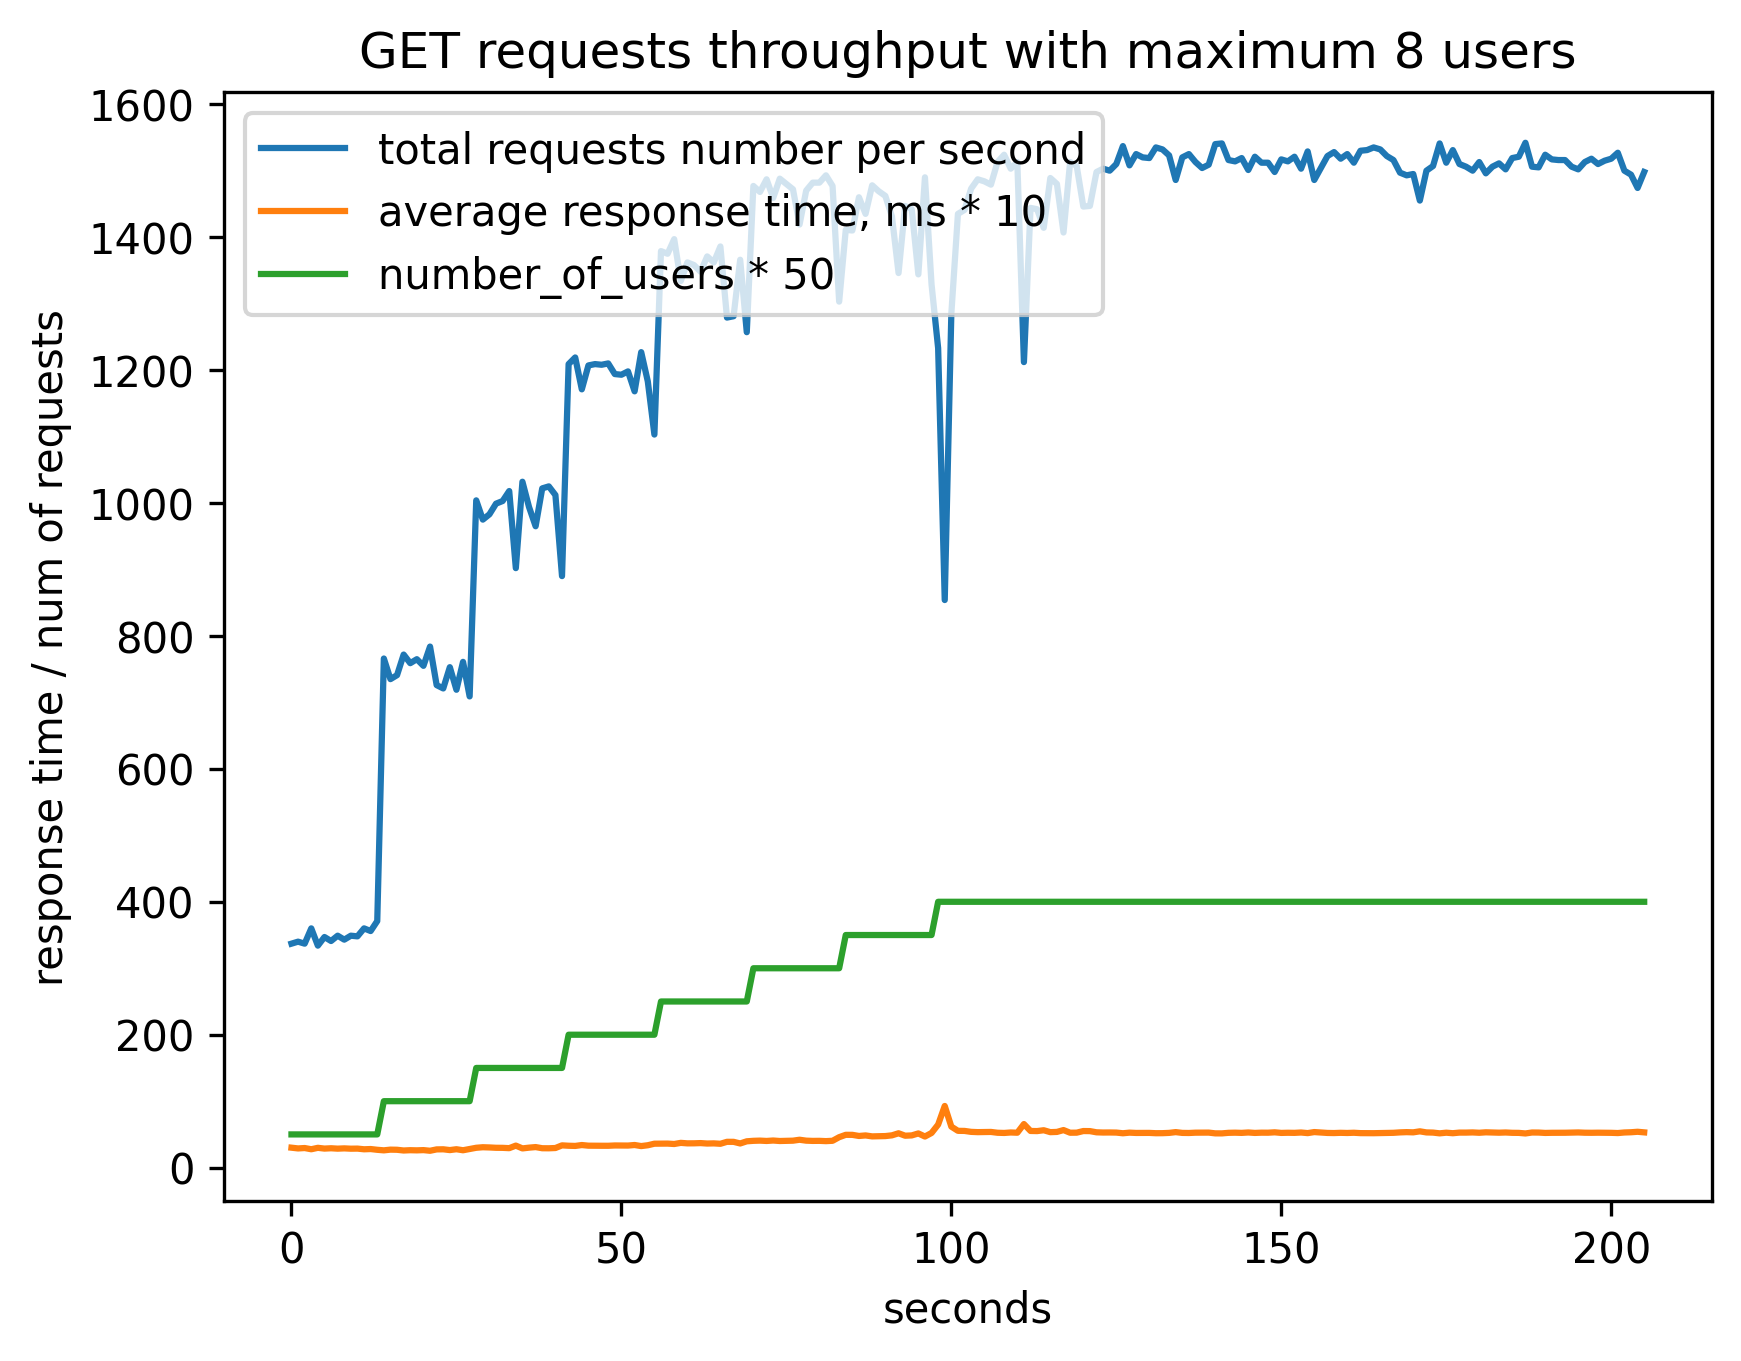 GET requests throughput with maximum 8 users
total requests number per second
average response time, ms * 10
number_of_users * 50
response time / num of requests
1600
1400
1200
1000
800
600
400
200
0
0 50 100 150 200
seconds